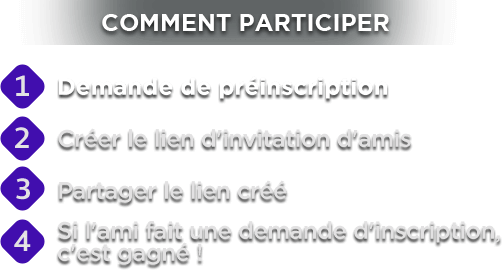 COMMENT PARTICIPER
1 Demande de préinscription
2 Créer le lien d'invitation d'amis
3 Partager le lien créé
4 Si l'ami fait une demande d'inscription,
c'est gagné !